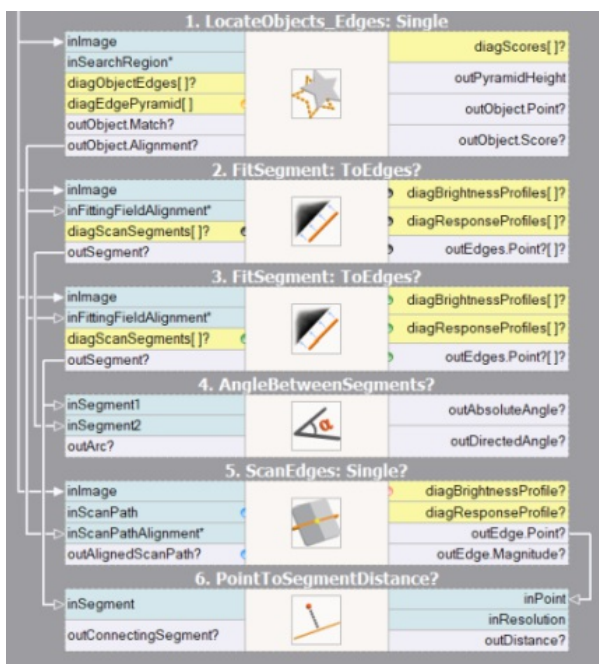 1. LocateObjects_Edges: Single
inImage
inSearchRegion*
diagObjectEdges[ ]?
diagEdgePyramid[ ]
outObject.Match?
outObject.Alignment?
diagScores[ ]?
outPyramidHeight
outObject.Point?
outObject.Score?
2. FitSegment: ToEdges?
inImage
inFittingFieldAlignment*
diagScanSegments[ ]?
outSegment?
diagBrightnessProfiles[ ]?
diagResponseProfiles[ ]?
outEdges.Point?[ ]?
3. FitSegment: ToEdges?
inImage
inFittingFieldAlignment*
diagScanSegments[ ]?
outSegment?
diagBrightnessProfiles[ ]?
diagResponseProfiles[ ]?
outEdges.Point?[ ]?
4. AngleBetweenSegments?
inSegment1
inSegment2
outArc?
α
outAbsoluteAngle?
outDirectedAngle?
5. ScanEdges: Single?
inImage
inScanPath
inScanPathAlignment*
outAlignedScanPath?
diagBrightnessProfile?
diagResponseProfile?
outEdge.Point?
outEdge.Magnitude?
6. PointToSegmentDistance?
inSegment
outConnectingSegment?
inPoint
inResolution
outDistance?